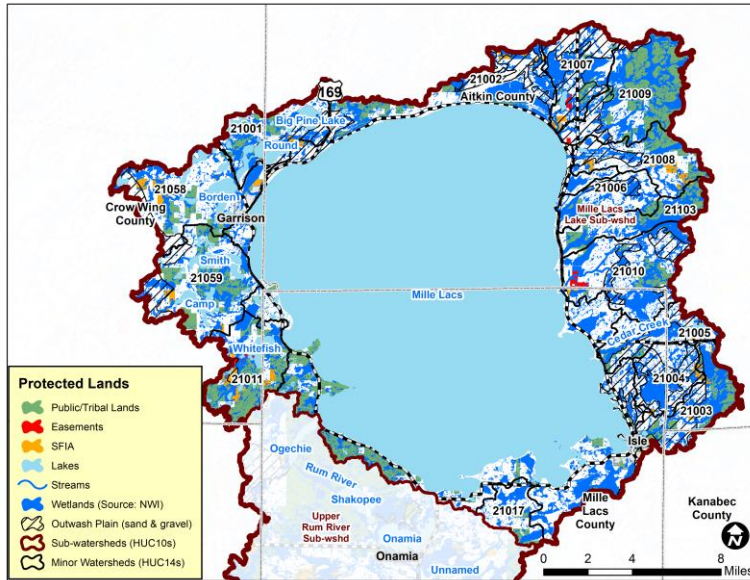 21002
21007
Aitkin County
169
21009
Big Pine Lake
21001
Round
21008
21058
21006
Borden
Crow Wing
County
Garrison
Mille Lacs
Lake Sub-wshd
21103
Smith
21059
21010
Mille Lacs
Camp
Cedar Creek
21005
Whitefish
21011
21004
21003
Protected Lands
Public/Tribal Lands
Easements
SFIA
Lakes
Streams
Wetlands (Source: NWI)
Outwash Plain (sand & gravel)
Sub-watersheds (HUC10s)
Minor Watersheds (HUC14s)
Isle
Ogechie
Rum River
Shakopee
Upper
Rum River
Sub-wshd
Onamia
Onamia
Unnamed
21017
Mille
Lacs
County
Kanabec
County
N
0 2 4 8
Miles